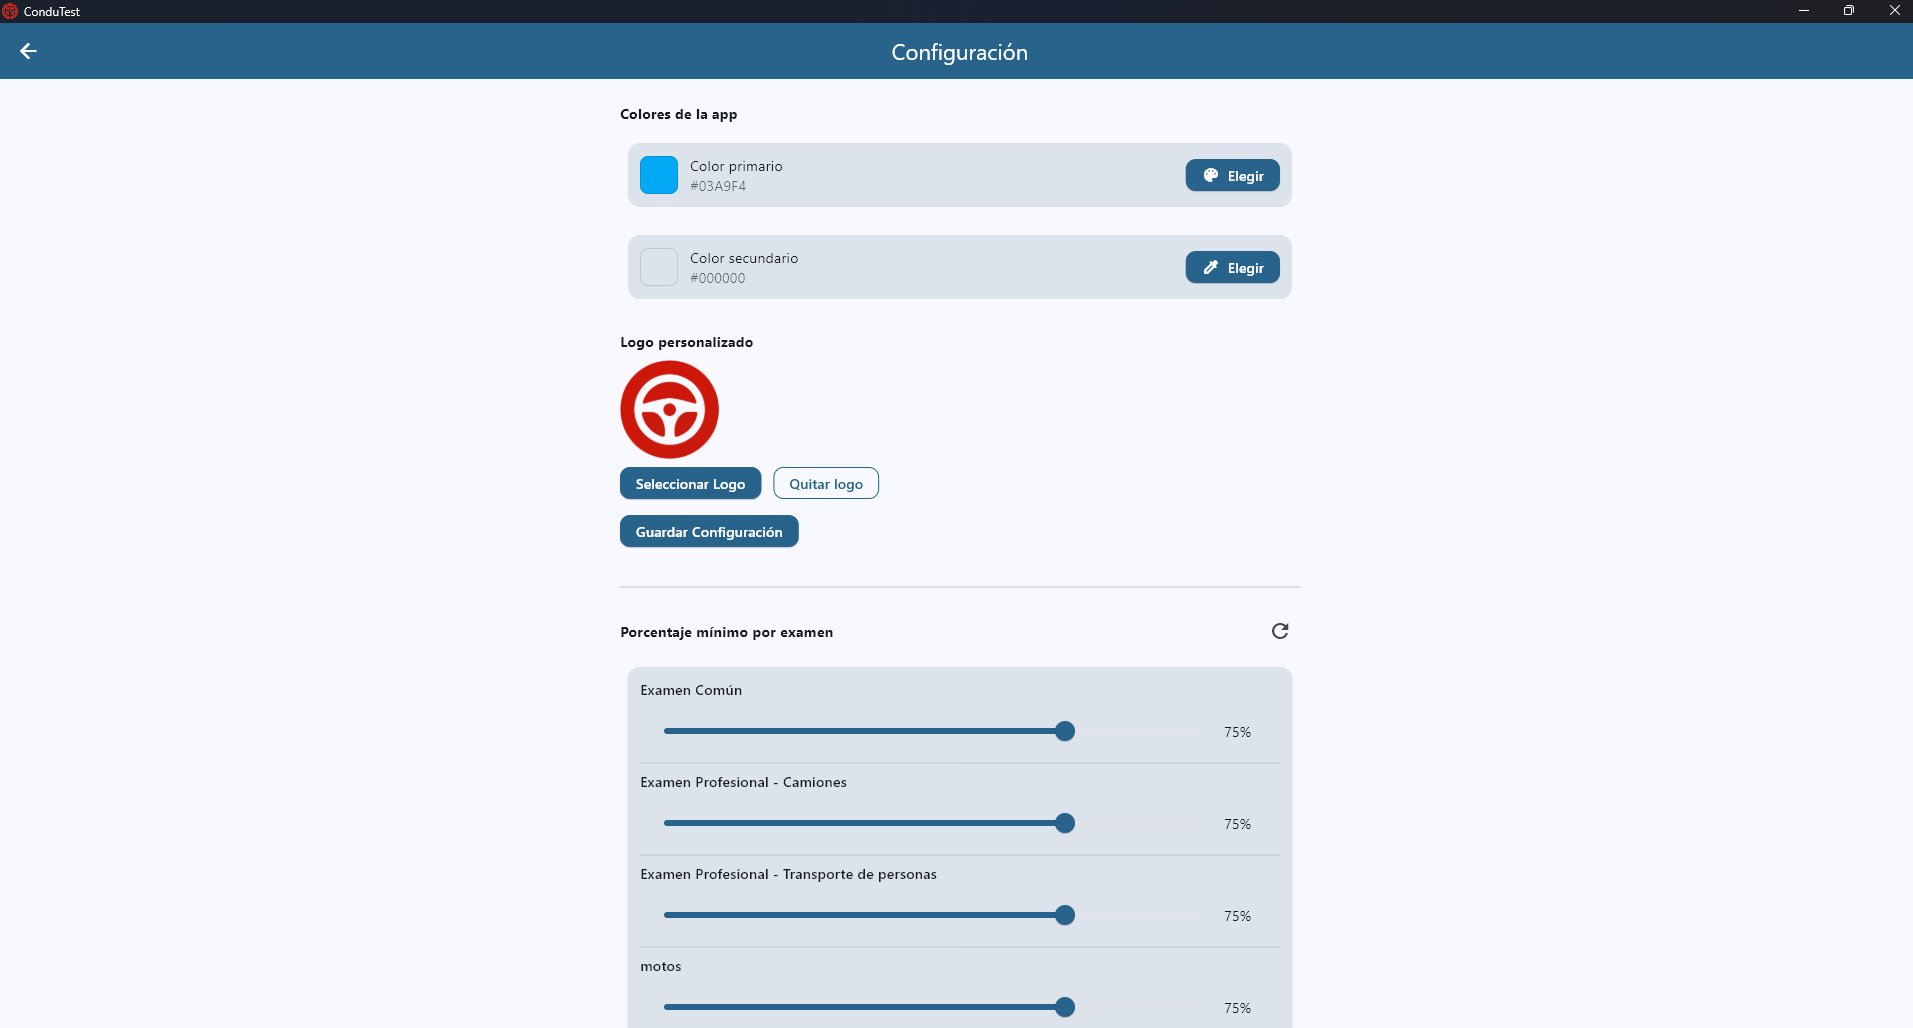 ConduTest
Configuración
Colores de la app
Color primario
#03A9F4
Elegir
Color secundario
#000000
Elegir
Logo personalizado
Seleccionar Logo
Quitar logo
Guardar Configuración
Porcentaje mínimo por examen
Examen Común
75%
Examen Profesional - Camiones
75%
Examen Profesional - Transporte de personas
75%
motos
75%